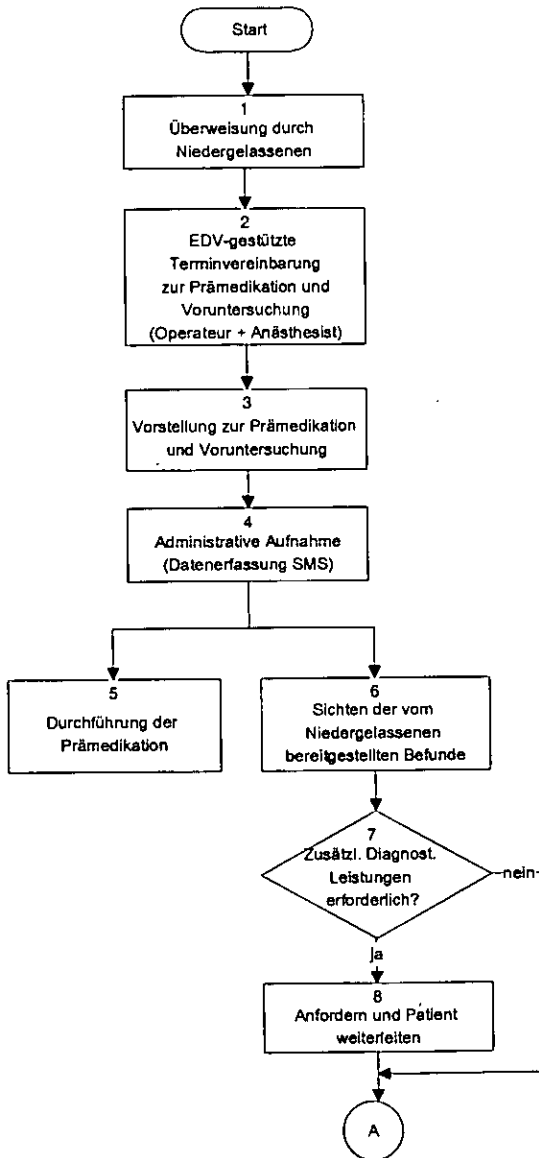 Start
1
Überweisung durch
Niedergelassenen
2
EDV-gestützte
Terminvereinbarung
zur Prämedikation und
Voruntersuchung
(Operateur + Anästhesist)
3
Vorstellung zur Prämedikation
und Voruntersuchung
4
Administrative Aufnahme
(Datenerfassung SMS)
5
Durchführung der
Prämedikation
6
Sichten der vom
Niedergelassenen
bereitgestellten Befunde
7
Zusätzl. Diagnost.
Leistungen
erforderlich?
nein
ja
8
Anfordern und Patient
weiterleiten
A